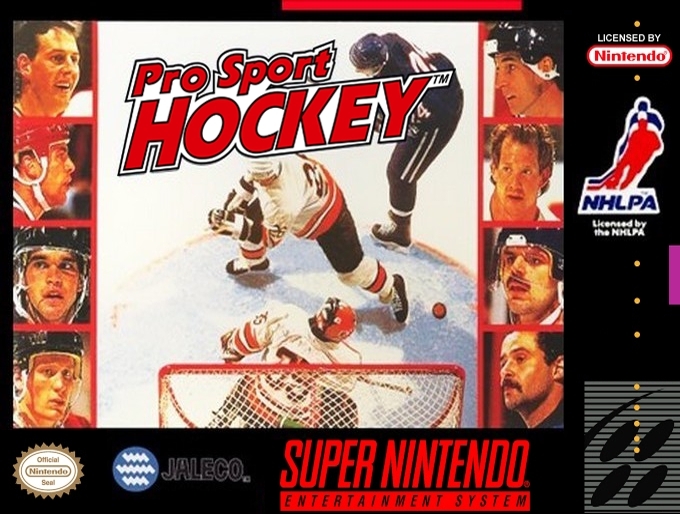 LICENSED BY
Nintendo®
Pro Sport
HOCKEY™
NHLPA
Licensed by
the NHLPA
Official
Nintendo
Seal
JALECO
SUPER NINTENDO
ENTERTAINMENT SYSTEM